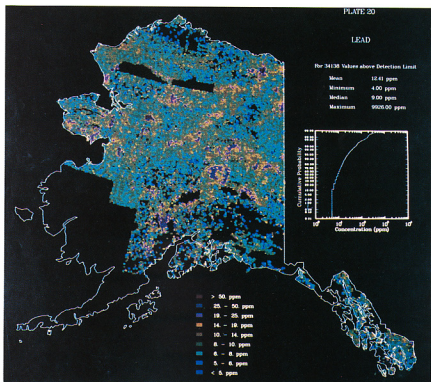 PLATE 20
LEAD
For 34138 Values above Detection Limit
Mean 12.41 ppm
Minimum 4.00 ppm
Median 9.00 ppm
Maximum 9926.00 ppm
Cumulative Probability
Concentration (ppm)
> 50. ppm
25. - 50. ppm
19. - 25. ppm
14. - 19. ppm
10. - 14. ppm
8. - 10. ppm
6. - 8. ppm
5. - 6. ppm
< 5. ppm